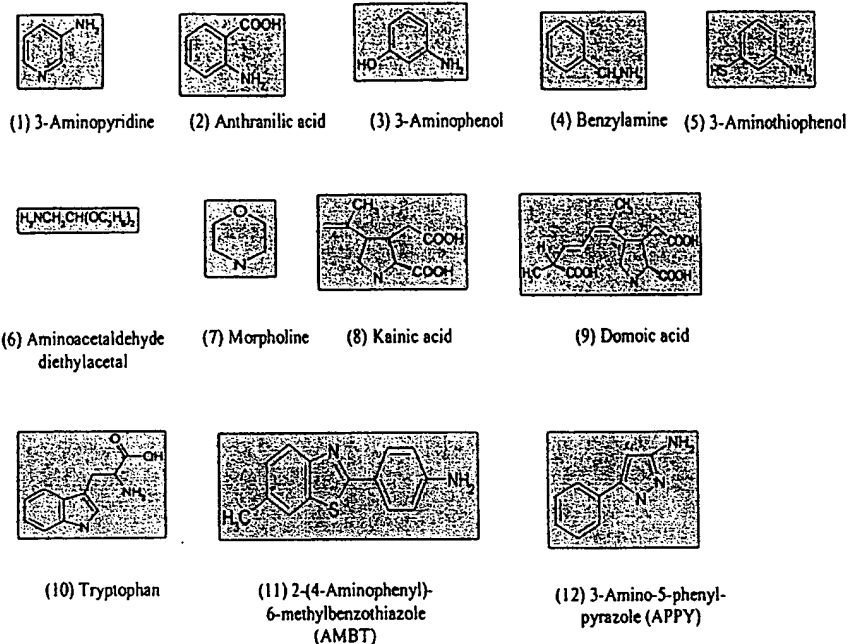 NH2
N
(1) 3-Aminopyridine
COOH
NH2
(2) Anthranilic acid
HO
NH2
(3) 3-Aminophenol
CH2NH2
(4) Benzylamine
HS
NH2
(5) 3-Aminothiophenol
H2NCH2CH(OC2H5)2
(6) Aminoacetaldehyde
diethylacetal
O
N
(7) Morpholine
CH3
COOH
COOH
N
(8) Kainic acid
CH3
H
H3C
COOH
COOH
COOH
N
(9) Domoic acid
O
OH
NH2
N
(10) Tryptophan
N
S
H3C
NH2
(11) 2-(4-Aminophenyl)-
6-methylbenzothiazole
(AMBT)
NH2
N
N
(12) 3-Amino-5-phenyl-
pyrazole (APPY)